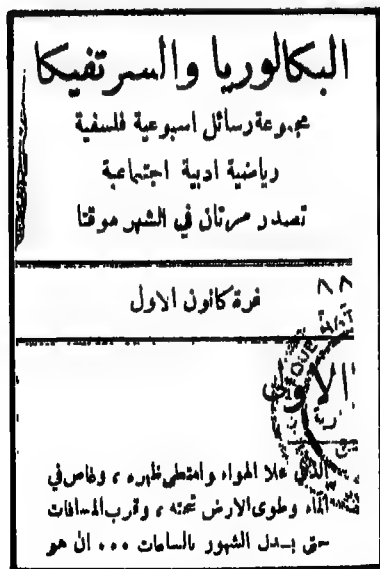 البكالوريا والسرتفيكا
مجموعة رسائل اسبوعية فلسفية
رياضية ادبية اجتماعية
تصدر مرتان في الشهر موقتا
غرة كانون الاول
٨٨
الذي علا الهواء وامتطى ظهره ، وغاص في
الماء وطوى الارض تحته ، وقرب المسافات
حتى بدل الشهور بالساعات ... ان هو